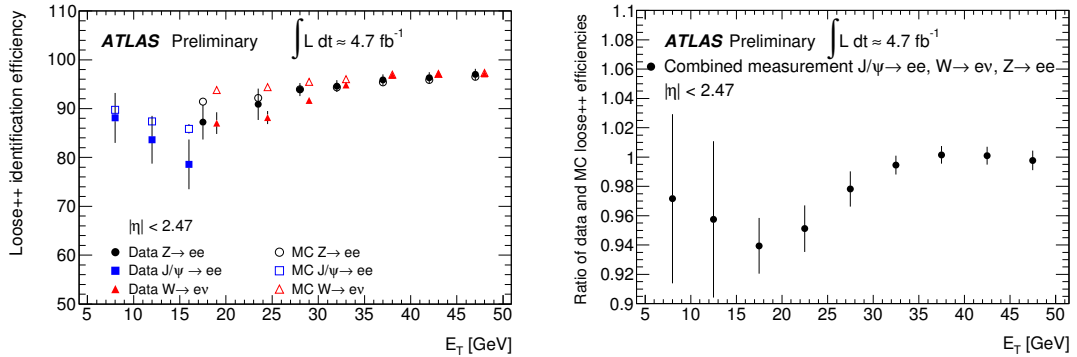 Loose++ identification efficiency
110
100
90
80
70
60
50
ATLAS Preliminary ∫ L dt ≈ 4.7 fb⁻¹
|η| < 2.47
Data Z→ ee
MC Z→ ee
Data J/ψ → ee
MC J/ψ→ ee
Data W→ eν
MC W→ eν
5 10 15 20 25 30 35 40 45 50
E_T [GeV]
Ratio of data and MC loose++ efficiencies
1.1
1.08
1.06
1.04
1.02
1
0.98
0.96
0.94
0.92
0.9
ATLAS Preliminary ∫ L dt ≈ 4.7 fb⁻¹
Combined measurement J/ψ→ ee, W→ eν, Z→ ee
|η| < 2.47
5 10 15 20 25 30 35 40 45 50
E_T [GeV]